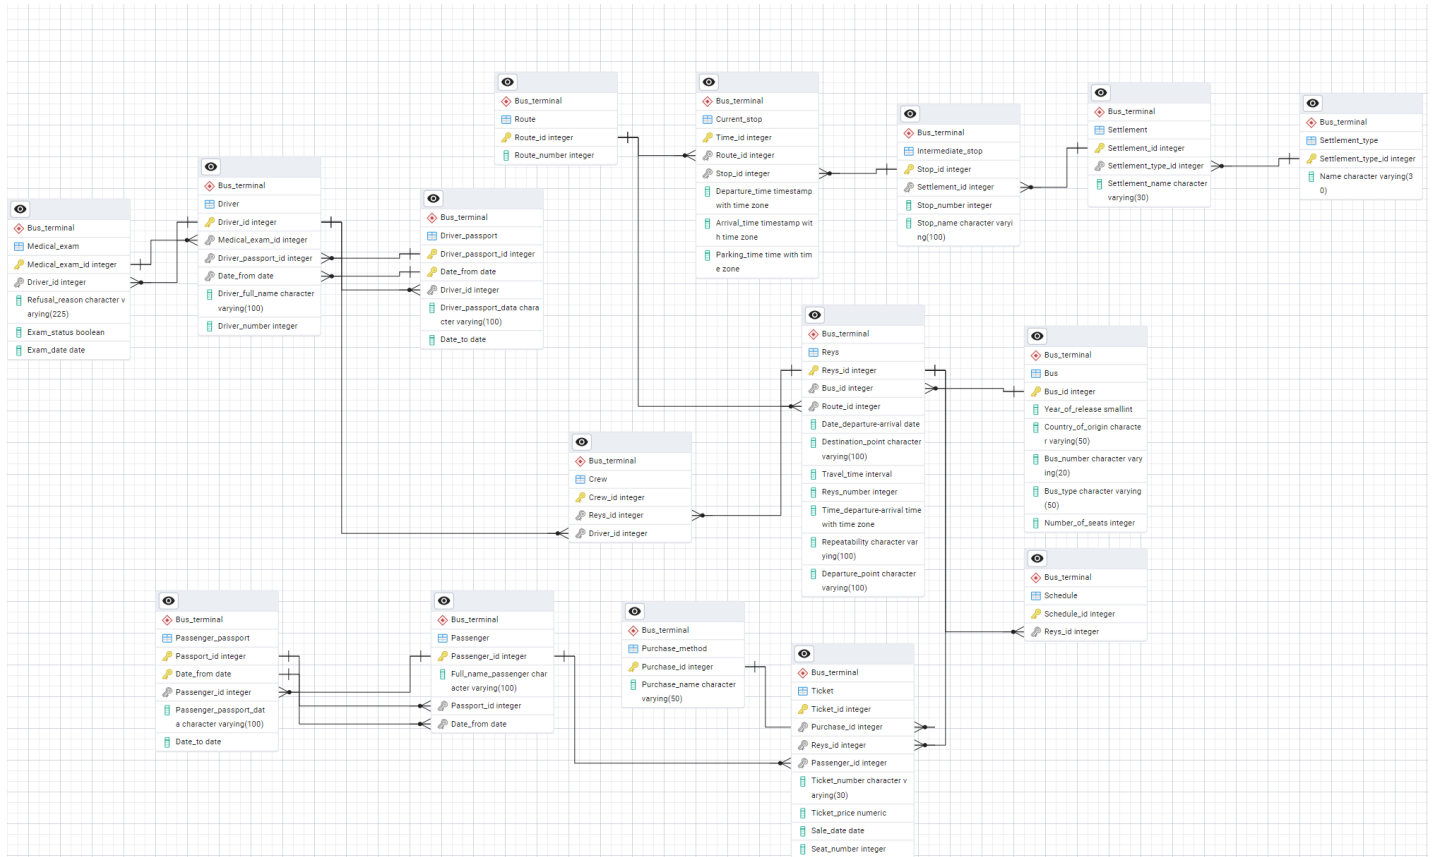 Bus_terminal
Route
Route_id integer
Route_number integer
Bus_terminal
Current_stop
Time_id integer
Route_id integer
Stop_id integer
Departure_time timestamp
with time zone
Arrival_time timestamp wit
h time zone
Parking_time time with tim
e zone
Bus_terminal
Intermediate_stop
Stop_id integer
Settlement_id integer
Stop_number integer
Stop_name character varyi
ng(100)
Bus_terminal
Settlement
Settlement_id integer
Settlement_type_id integer
Settlement_name character
varying(30)
Bus_terminal
Settlement_type
Settlement_type_id integer
Name character varying(3
0)
Bus_terminal
Medical_exam
Medical_exam_id integer
Driver_id integer
Refusal_reason character v
arying(225)
Exam_status boolean
Exam_date date
Bus_terminal
Driver
Driver_id integer
Medical_exam_id integer
Driver_passport_id integer
Date_from date
Driver_full_name character
varying(100)
Driver_number integer
Bus_terminal
Driver_passport
Driver_passport_id integer
Date_from date
Driver_id integer
Driver_passport_data chara
cter varying(100)
Date_to date
Bus_terminal
Reys
Reys_id integer
Bus_id integer
Route_id integer
Date_departure-arrival date
Destination_point character
varying(100)
Travel_time interval
Reys_number integer
Time_departure-arrival time
with time zone
Repeatability character var
ying(100)
Departure_point character
varying(100)
Bus_terminal
Bus
Bus_id integer
Year_of_release smallint
Country_of_origin characte
r varying(50)
Bus_number character vary
ing(20)
Bus_type character varying
(50)
Number_of_seats integer
Bus_terminal
Crew
Crew_id integer
Reys_id integer
Driver_id integer
Bus_terminal
Schedule
Schedule_id integer
Reys_id integer
Bus_terminal
Passenger_passport
Passport_id integer
Date_from date
Passenger_id integer
Passenger_passport_dat
a character varying(100)
Date_to date
Bus_terminal
Passenger
Passenger_id integer
Full_name_passenger char
acter varying(100)
Passport_id integer
Date_from date
Bus_terminal
Purchase_method
Purchase_id integer
Purchase_name character
varying(50)
Bus_terminal
Ticket
Ticket_id integer
Purchase_id integer
Reys_id integer
Passenger_id integer
Ticket_number character v
arying(30)
Ticket_price numeric
Sale_date date
Seat_number integer